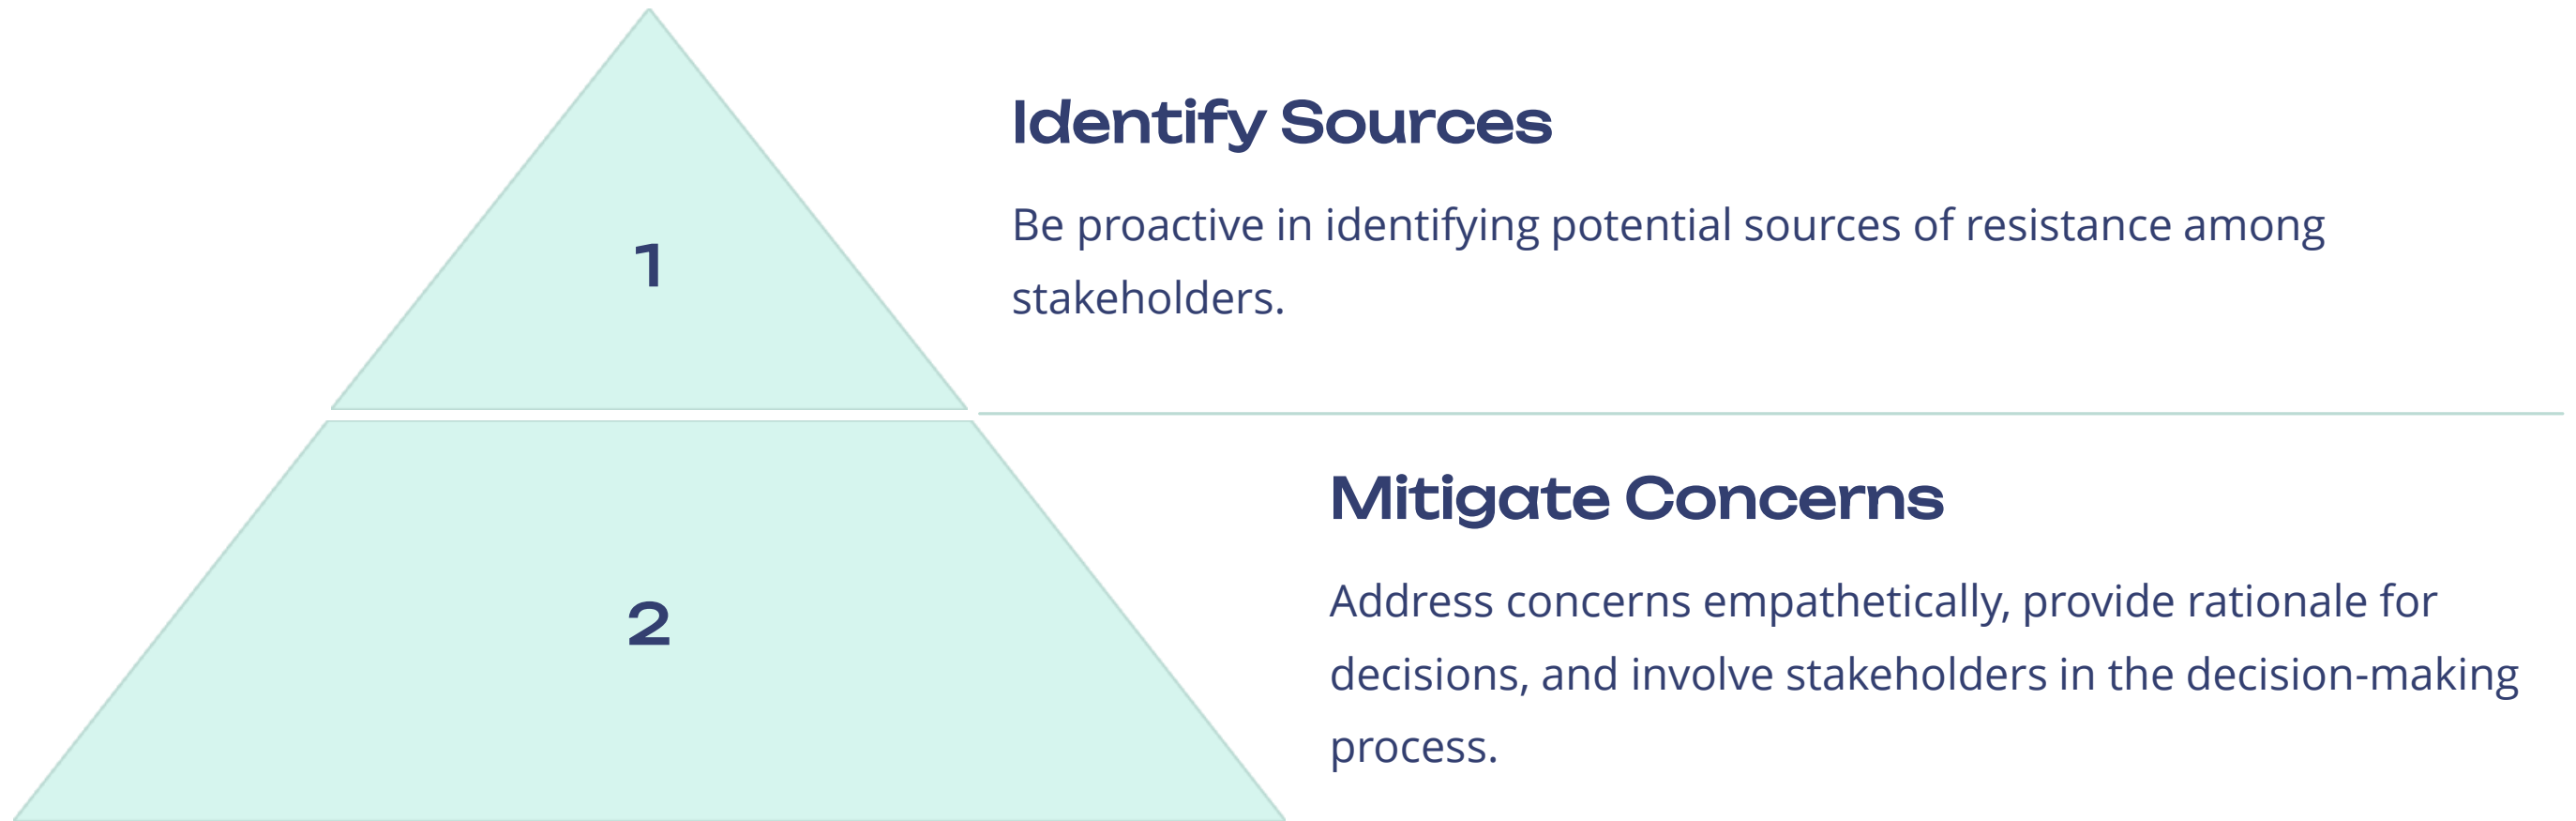 1
Identify Sources
Be proactive in identifying potential sources of resistance among
stakeholders.
2
Mitigate Concerns
Address concerns empathetically, provide rationale for
decisions, and involve stakeholders in the decision-making
process.